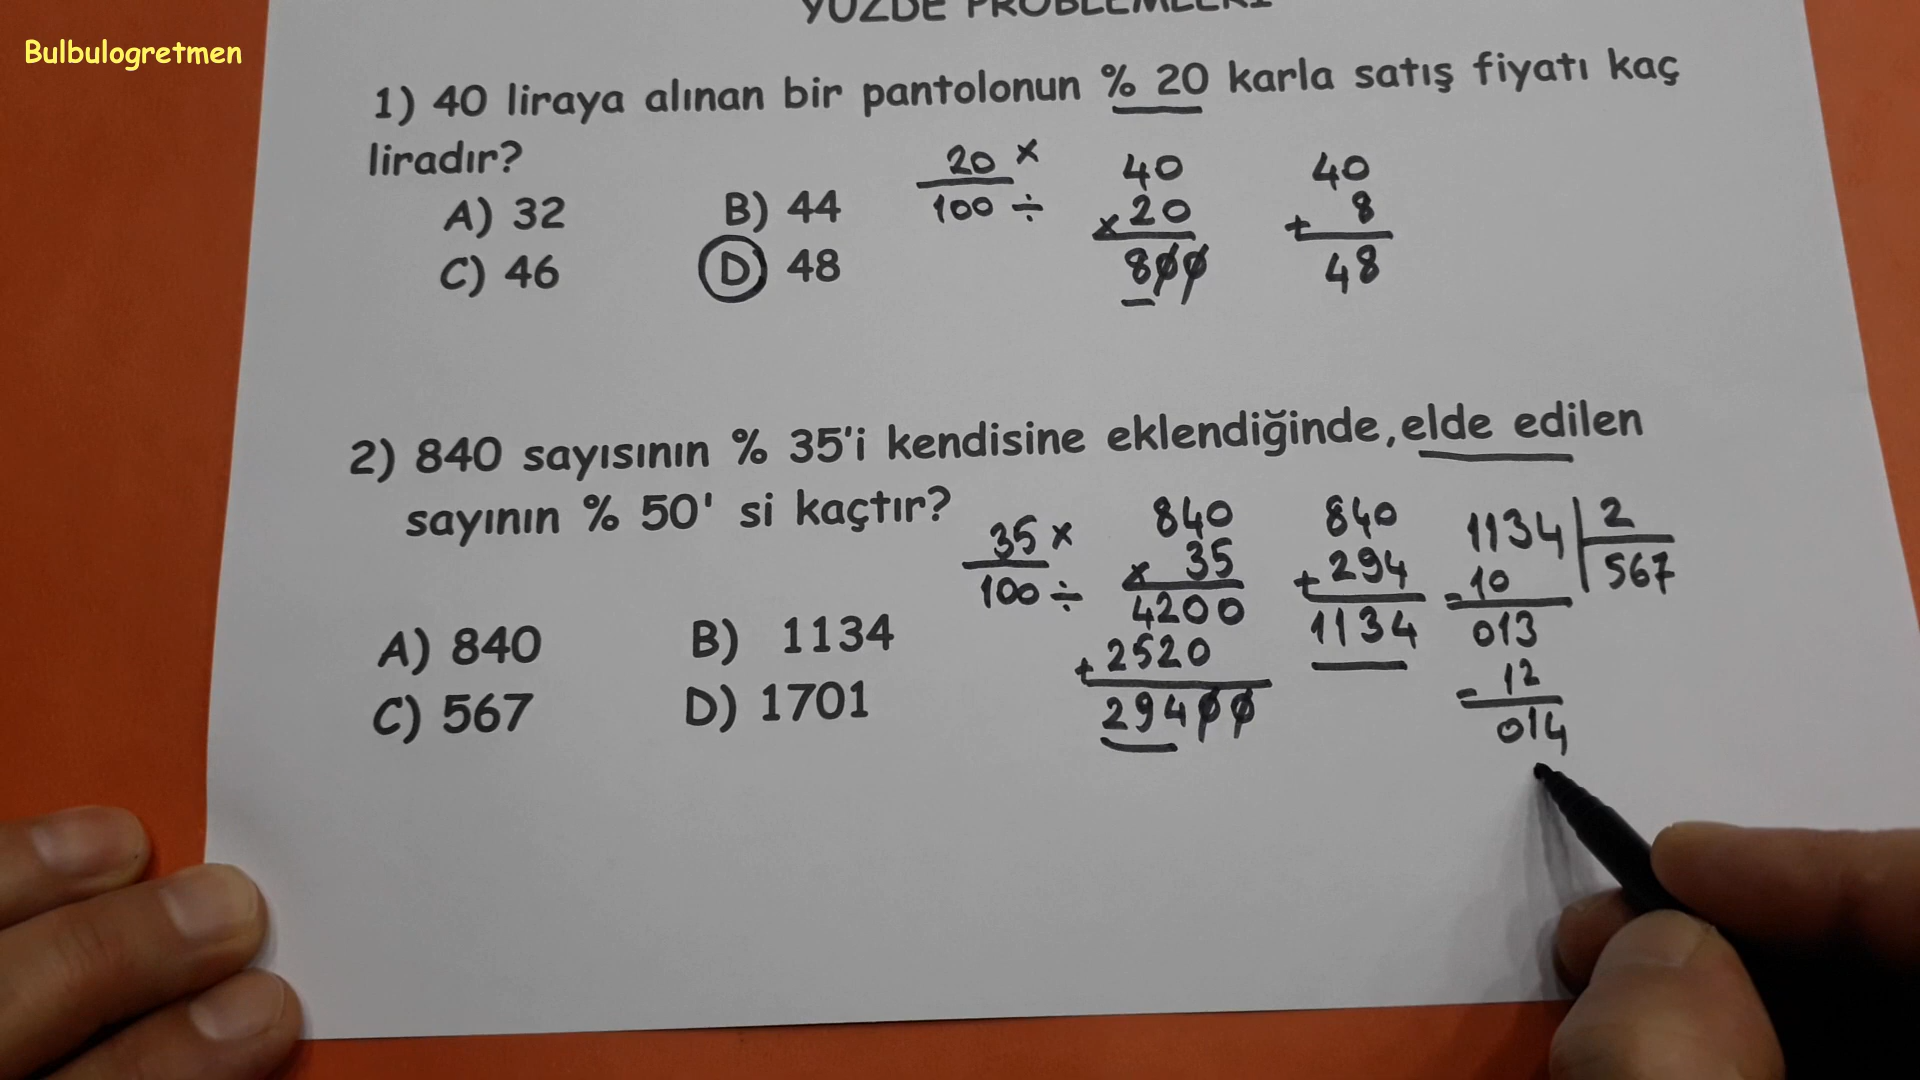 YÜZDE PROBLEMLERİ
Bulbulogretmen
1) 40 liraya alınan bir pantolonun % 20 karla satış fiyatı kaç
liradır?
A) 32 B) 44
C) 46 D) 48
20 ×
100 ÷
40
× 20
800
40
+ 8
48
2) 840 sayısının % 35'i kendisine eklendiğinde, elde edilen
sayının % 50' si kaçtır?
A) 840 B) 1134
C) 567 D) 1701
35 ×
100 ÷
840
× 35
4200
+ 2520
29400
840
+ 294
1134
1134 2
- 10 567
013
- 12
014